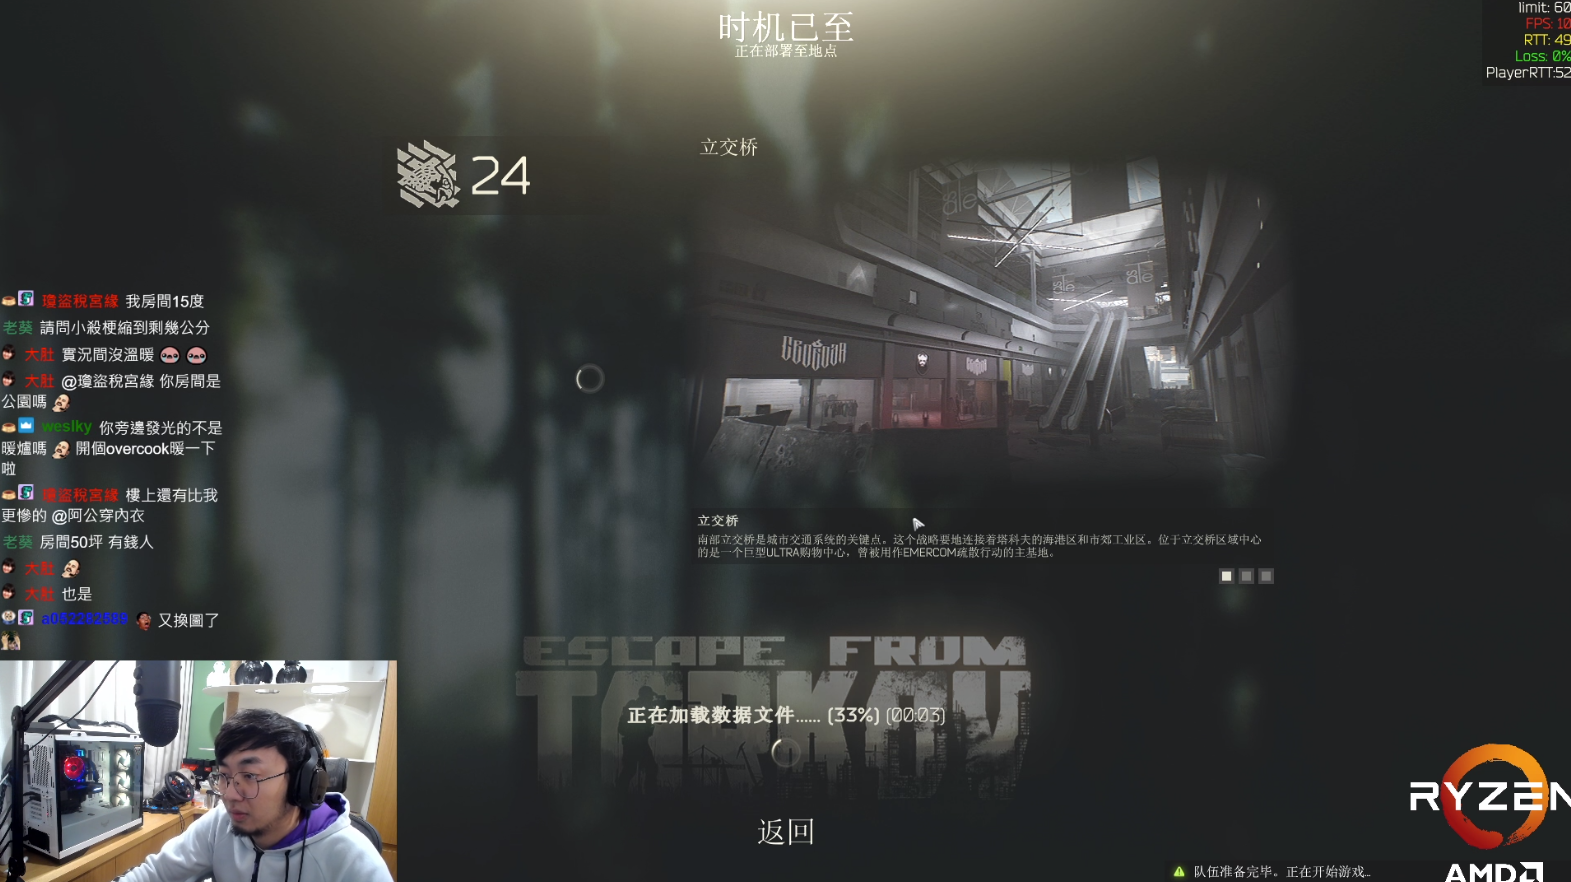 时机已至
正在部署至地点
limit: 60
FPS: 10
RTT: 49
Loss: 0%
PlayerRTT:52
24
立交桥
瓊盜稅宮緣 我房間15度
老葵 請問小殺梗縮到剩幾公分
大肚 實況間沒溫暖
大肚 @瓊盜稅宮緣 你房間是
公園嗎
weslky 你旁邊發光的不是
暖爐嗎 開個overcook暖一下
啦
瓊盜稅宮緣 樓上還有比我
更慘的 @阿公穿內衣
老葵 房間50坪 有錢人
大肚
大肚 也是
a052282589 又換圖了
立交桥
南部立交桥是城市交通系统的关键点。这个战略要地连接着塔科夫的海港区和市郊工业区。位于立交桥区域中心
的是一个巨型ULTRA购物中心，曾被用作EMERCOM疏散行动的主基地。
ESCAPE FROM
TARKOV
正在加载数据文件...... (33%) (00:03)
返回
RYZEN
AMD
队伍准备完毕。正在开始游戏...